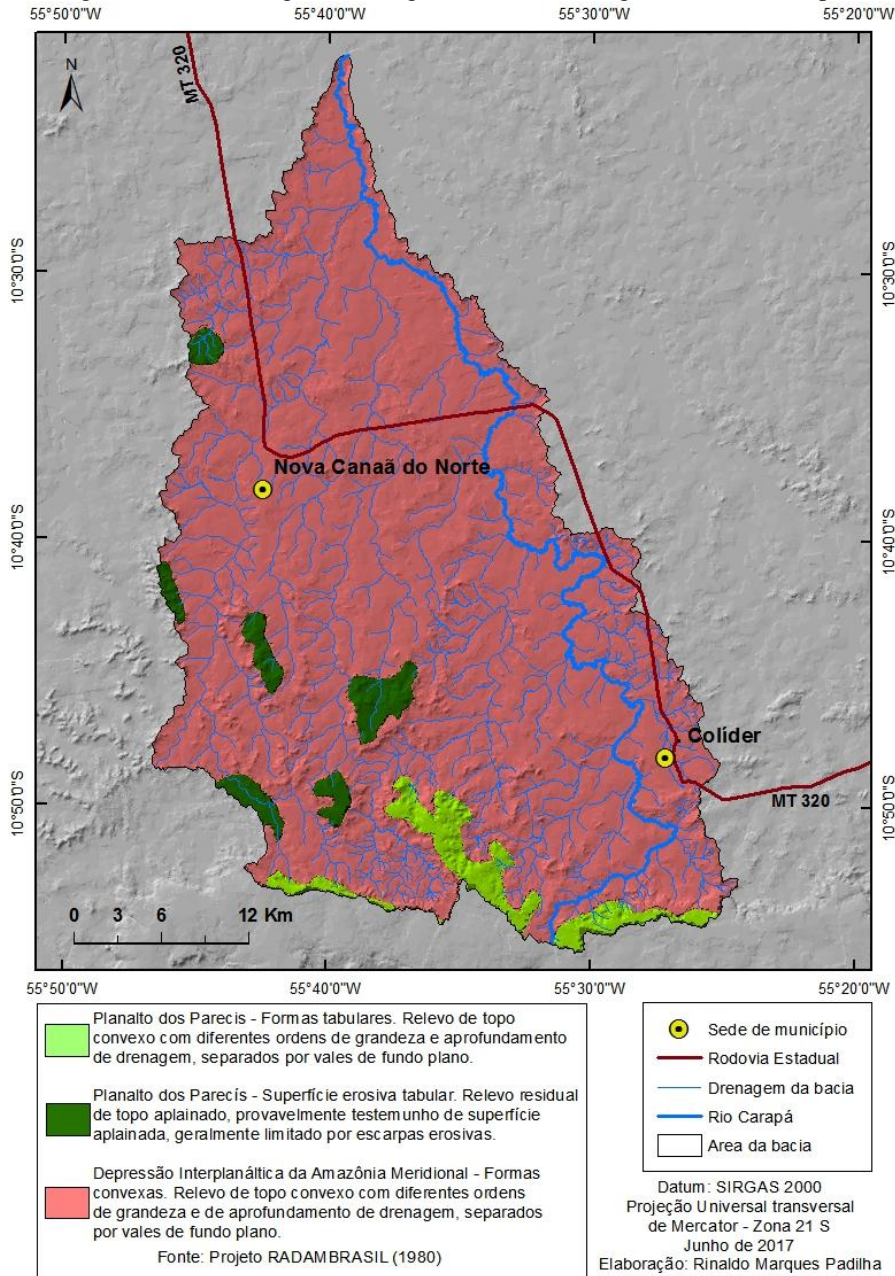 55°50'0"W
55°40'0"W
55°30'0"W
55°20'0"W
N
MT 320
10°30'0"S
10°30'0"S
Nova Canaã do Norte
10°40'0"S
10°40'0"S
Colíder
10°50'0"S
10°50'0"S
MT 320
0 3 6 12 Km
55°50'0"W
55°40'0"W
55°30'0"W
55°20'0"W
Planalto dos Parecis - Formas tabulares. Relevo de topo
convexo com diferentes ordens de grandeza e aprofundamento
de drenagem, separados por vales de fundo plano.
Planalto dos Parecís - Superfície erosiva tabular. Relevo residual
de topo aplainado, provavelmente testemunho de superfície
aplainada, geralmente limitado por escarpas erosivas.
Depressão Interplanáltica da Amazônia Meridional - Formas
convexas. Relevo de topo convexo com diferentes ordens
de grandeza e de aprofundamento de drenagem, separados
por vales de fundo plano.
Fonte: Projeto RADAMBRASIL (1980)
Sede de município
Rodovia Estadual
Drenagem da bacia
Rio Carapá
Area da bacia
Datum: SIRGAS 2000
Projeção Universal transversal
de Mercator - Zona 21 S
Junho de 2017
Elaboração: Rinaldo Marques Padilha